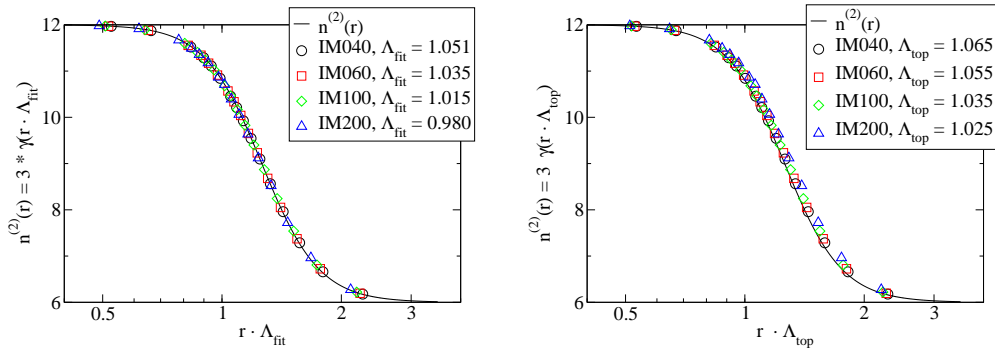 n^(2)(r) = 3 * γ(r · Λ_fit)
12
10
8
6
0.5
1
2
3
r · Λ_fit
n^(2)(r)
IM040, Λ_fit = 1.051
IM060, Λ_fit = 1.035
IM100, Λ_fit = 1.015
IM200, Λ_fit = 0.980
n^(2)(r) = 3 γ(r · Λ_top)
12
10
8
6
0.5
1
2
3
r · Λ_top
n^(2)(r)
IM040, Λ_top = 1.065
IM060, Λ_top = 1.055
IM100, Λ_top = 1.035
IM200, Λ_top = 1.025